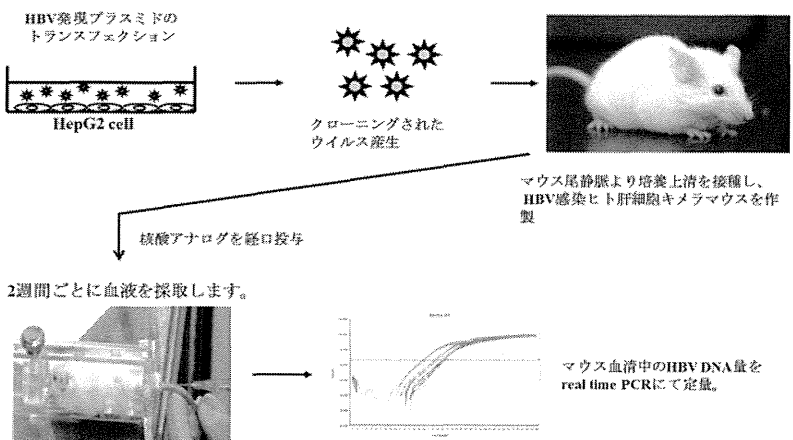 HBV発現プラスミドの
トランスフェクション
HepG2 cell
クローニングされた
ウイルス産生
マウス尾静脈より培養上清を接種し、
HBV感染ヒト肝細胞キメラマウスを作
製
核酸アナログを経口投与
2週間ごとに血液を採取します。
マウス血清中のHBV DNA量を
real time PCRにて定量。